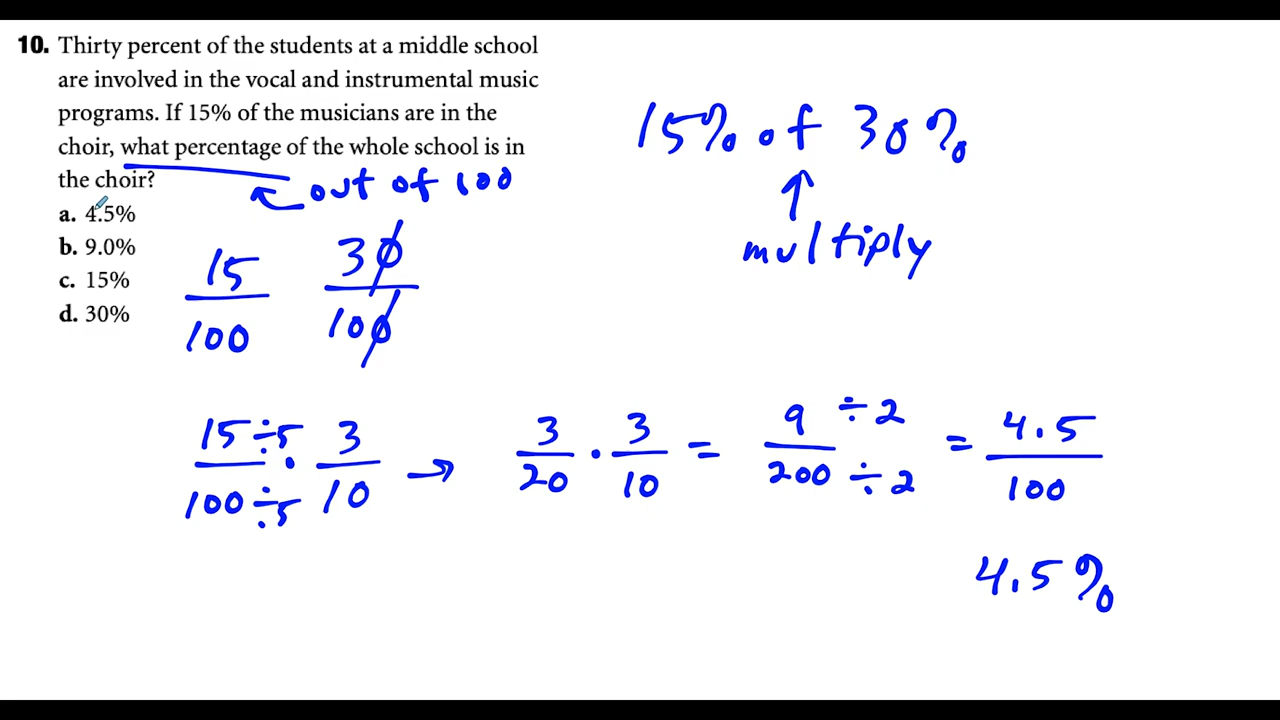 10. Thirty percent of the students at a middle school
are involved in the vocal and instrumental music
programs. If 15% of the musicians are in the
choir, what percentage of the whole school is in
the choir?
out of 100
a. 4.5%
b. 9.0%
c. 15%
d. 30%
15% of 30%
multiply
15/100 30/100
15÷5/100÷5 · 3/10 → 3/20 · 3/10 = 9÷2/200÷2 = 4.5/100
4.5%